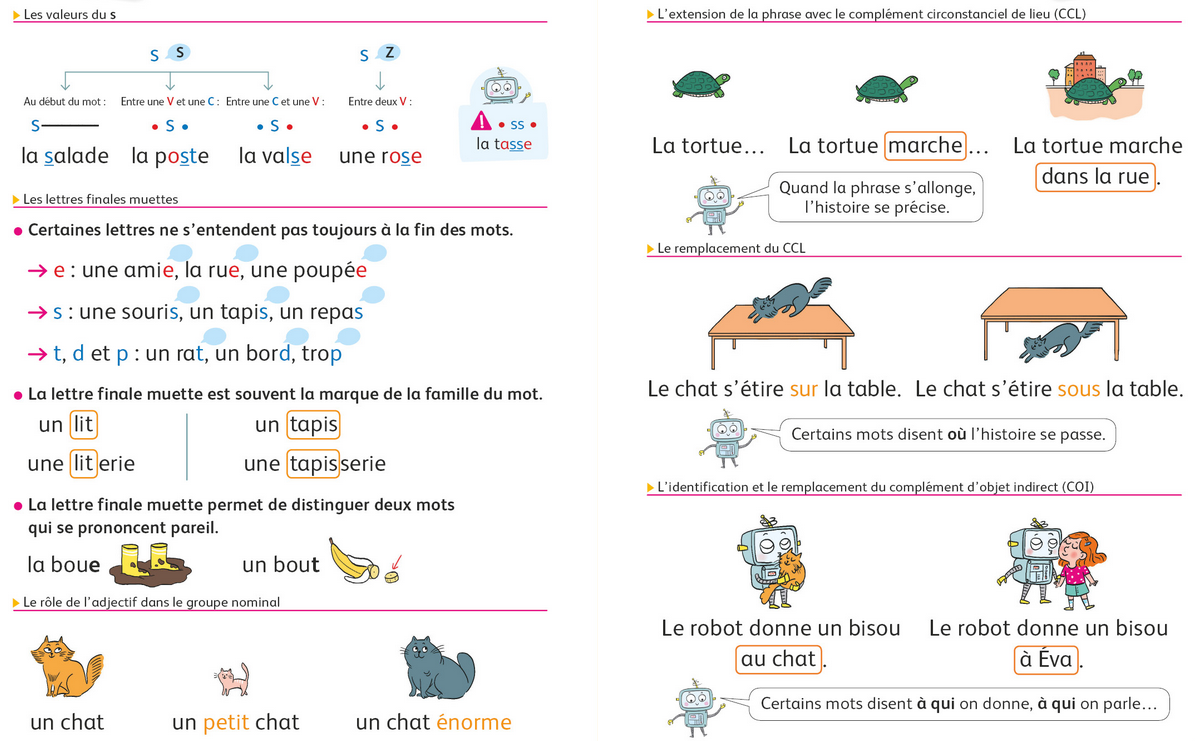 Les valeurs du s
s S
s Z
Au début du mot :
Entre une V et une C :
Entre une C et une V :
Entre deux V :
s
• s •
• s •
• s •
! • ss •
la tasse
la salade
la poste
la valse
une rose
Les lettres finales muettes
• Certaines lettres ne s'entendent pas toujours à la fin des mots.
→ e : une amie, la rue, une poupée
→ s : une souris, un tapis, un repas
→ t, d et p : un rat, un bord, trop
• La lettre finale muette est souvent la marque de la famille du mot.
un lit
un tapis
une literie
une tapisserie
• La lettre finale muette permet de distinguer deux mots
qui se prononcent pareil.
la boue
un bout
Le rôle de l'adjectif dans le groupe nominal
un chat
un petit chat
un chat énorme
L'extension de la phrase avec le complément circonstanciel de lieu (CCL)
La tortue...
La tortue marche...
La tortue marche
dans la rue.
Quand la phrase s'allonge,
l'histoire se précise.
Le remplacement du CCL
Le chat s'étire sur la table.
Le chat s'étire sous la table.
Certains mots disent où l'histoire se passe.
L'identification et le remplacement du complément d'objet indirect (COI)
Le robot donne un bisou
au chat.
Le robot donne un bisou
à Éva.
Certains mots disent à qui on donne, à qui on parle...